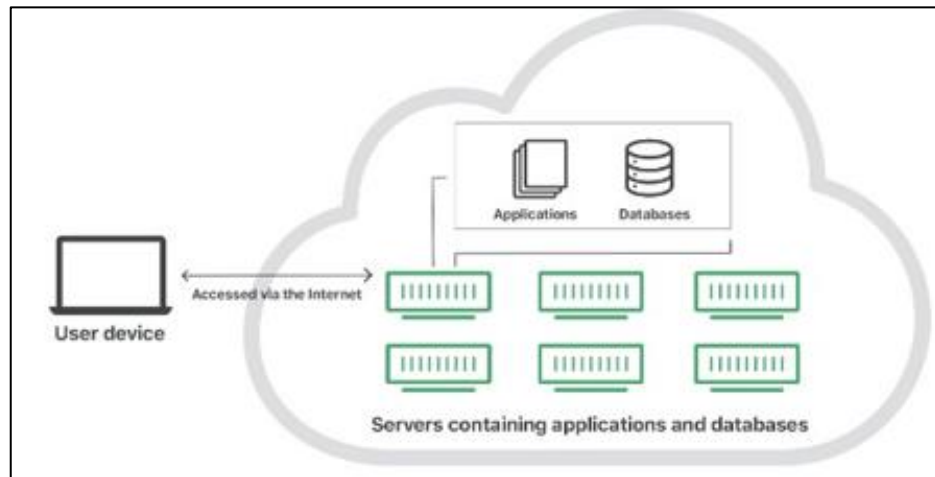 Applications Databases
Accessed via the Internet
User device
Servers containing applications and databases